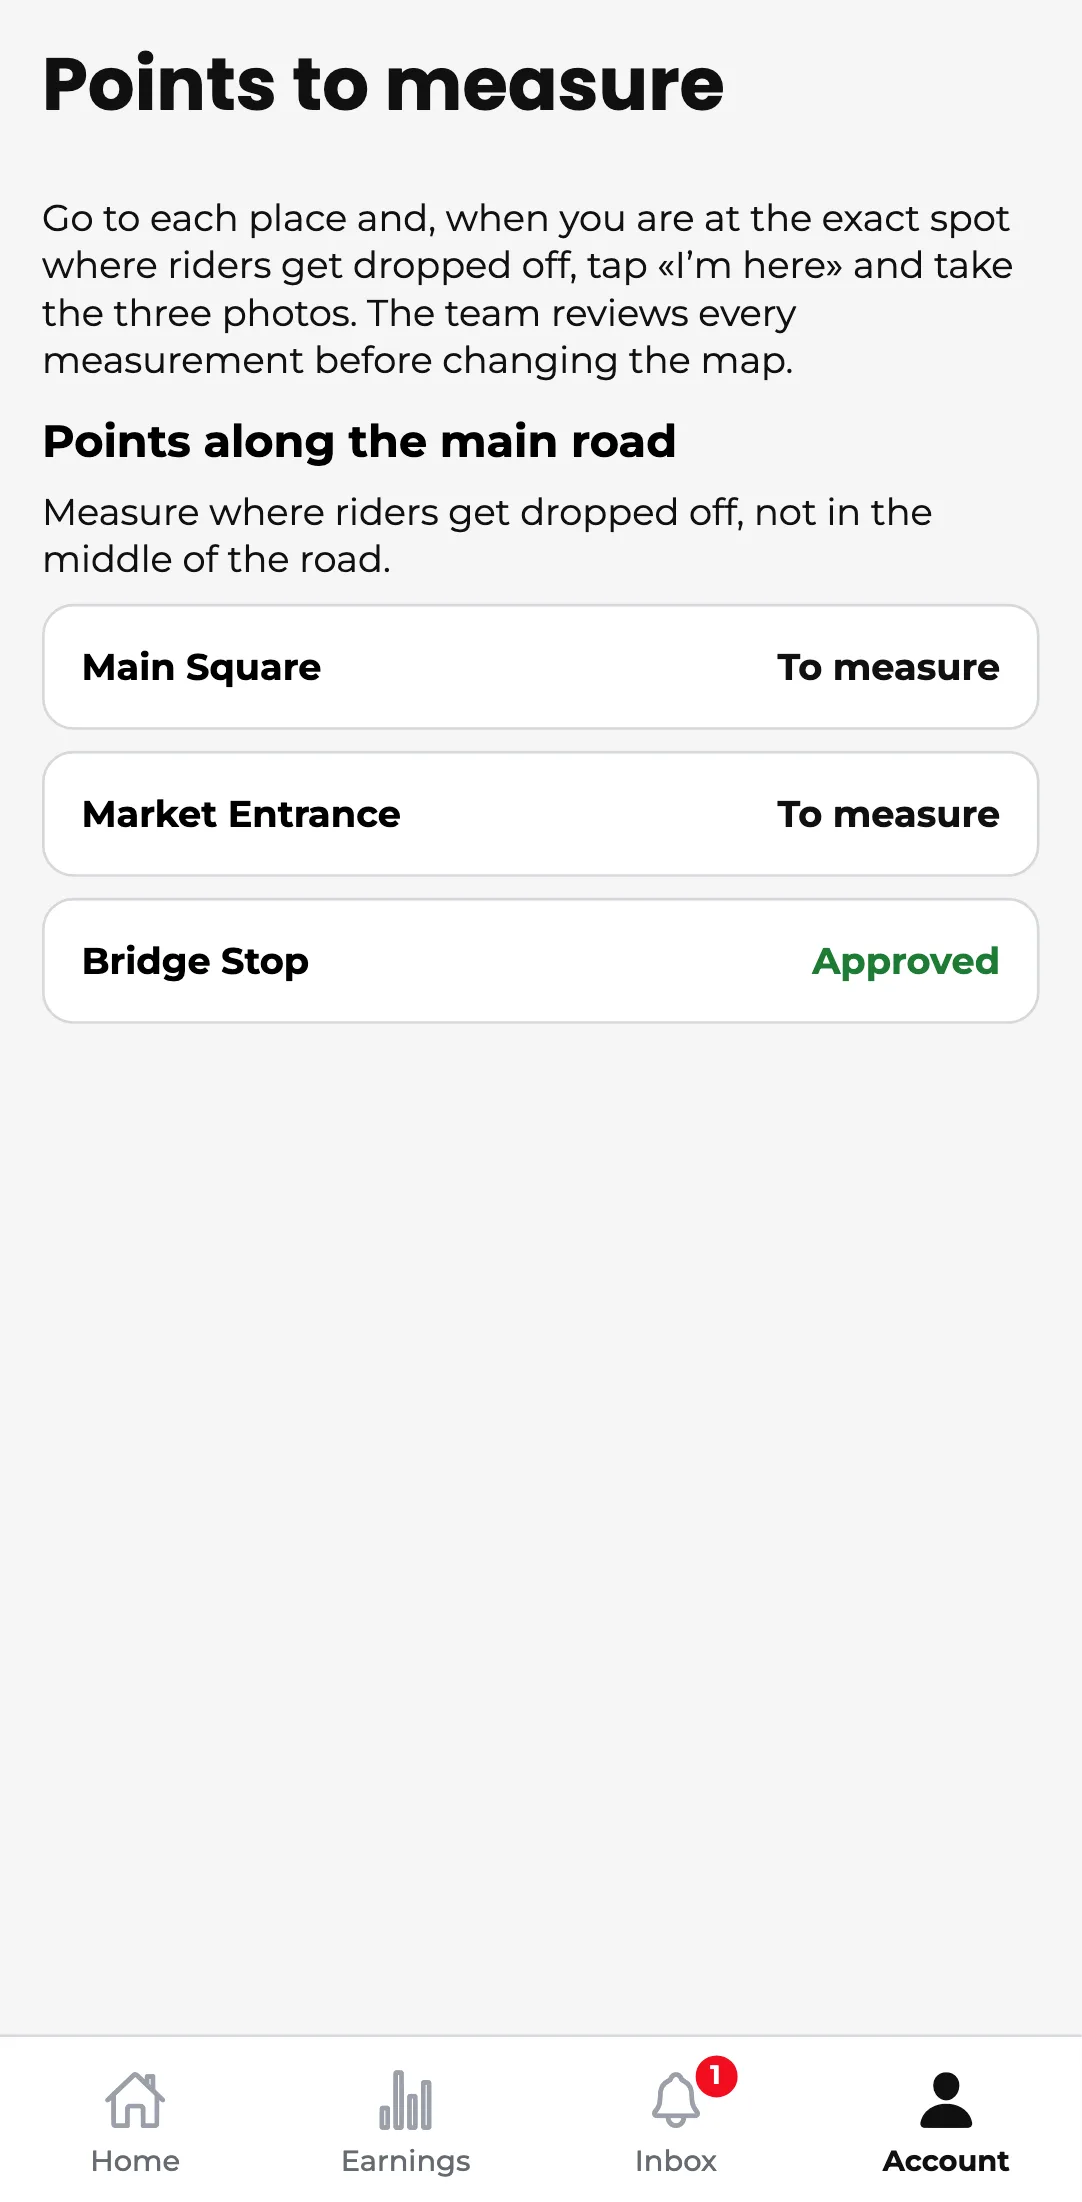 Points to measure
Go to each place and, when you are at the exact spot
where riders get dropped off, tap «I’m here» and take
the three photos. The team reviews every
measurement before changing the map.
Points along the main road
Measure where riders get dropped off, not in the
middle of the road.
Main Square To measure
Market Entrance To measure
Bridge Stop Approved
1
Home Earnings Inbox Account